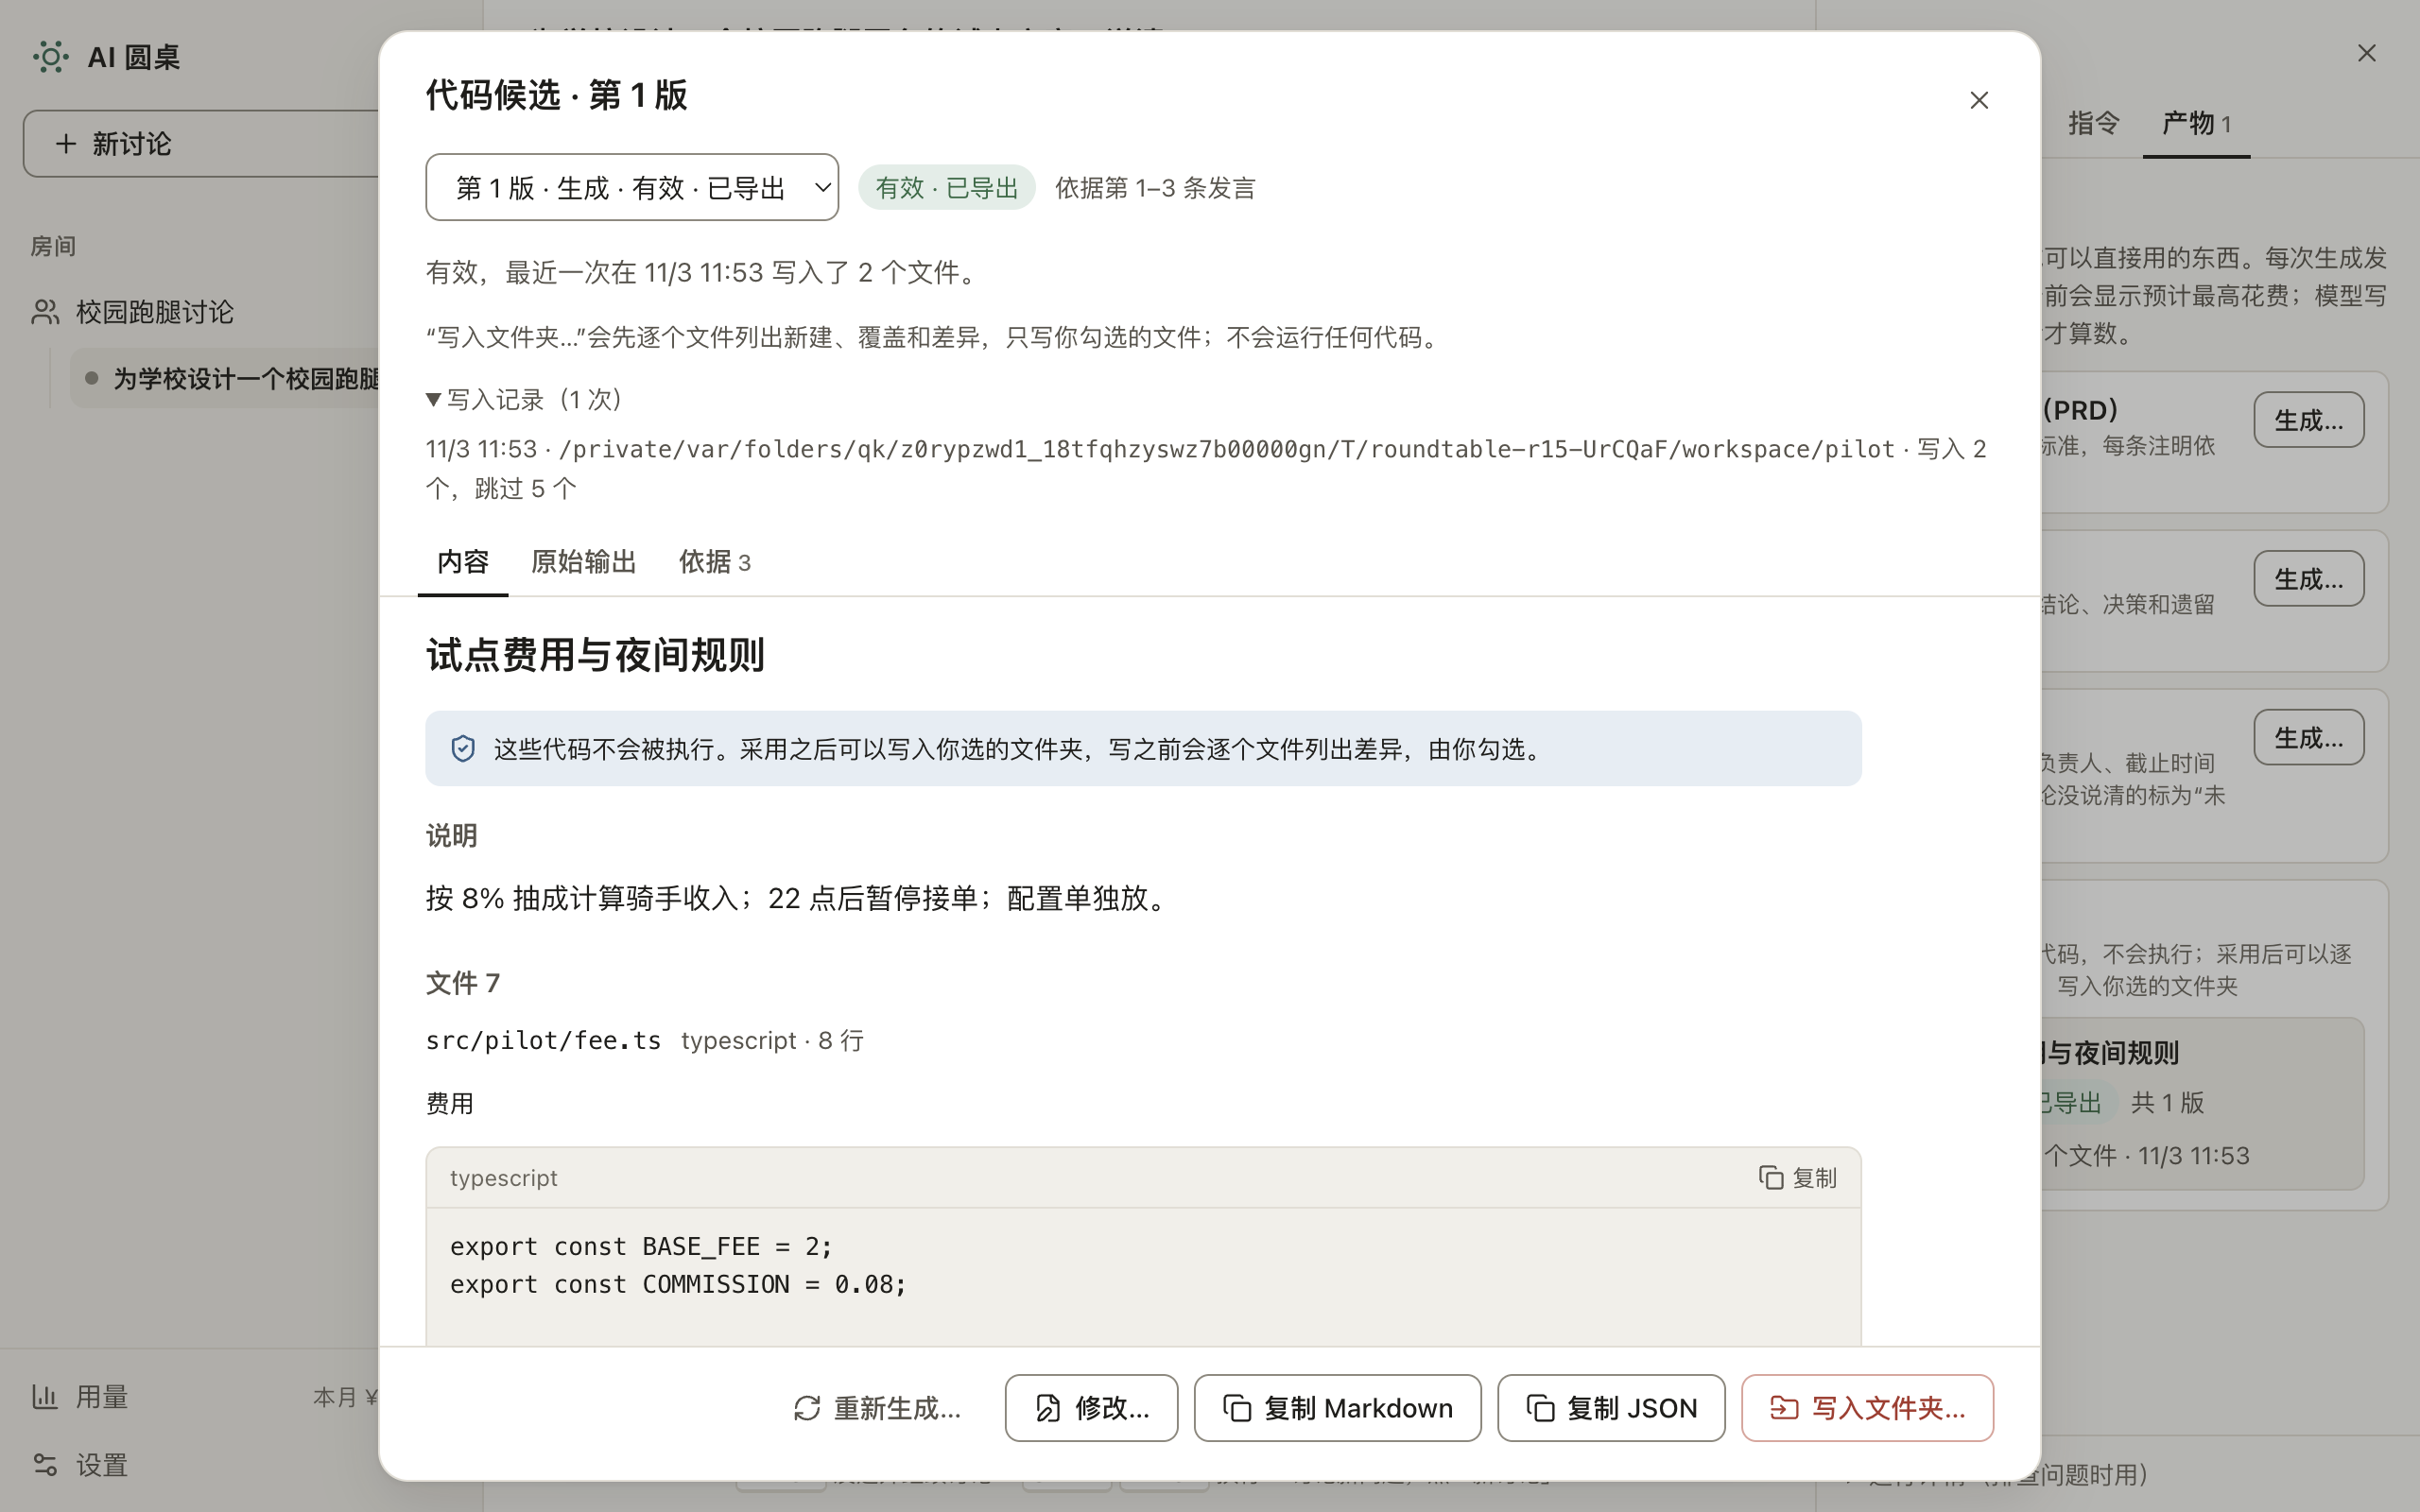 AI 圆桌
新讨论
房间
校园跑腿讨论
为学校设计一个校园跑腿
用量
本月 ¥
设置
代码候选 · 第 1 版
第 1 版 · 生成 · 有效 · 已导出
有效 · 已导出
依据第 1–3 条发言
有效，最近一次在 11/3 11:53 写入了 2 个文件。
“写入文件夹…”会先逐个文件列出新建、覆盖和差异，只写你勾选的文件；不会运行任何代码。
▼写入记录（1 次）
11/3 11:53 · /private/var/folders/qk/z0rypzwd1_18tfqhzyswz7b00000gn/T/roundtable-r15-UrCQaF/workspace/pilot · 写入 2
个，跳过 5 个
内容
原始输出
依据 3
试点费用与夜间规则
这些代码不会被执行。采用之后可以写入你选的文件夹，写之前会逐个文件列出差异，由你勾选。
说明
按 8% 抽成计算骑手收入；22 点后暂停接单；配置单独放。
文件 7
src/pilot/fee.ts typescript · 8 行
费用
typescript
复制
export const BASE_FEE = 2;
export const COMMISSION = 0.08;
重新生成…
修改…
复制 Markdown
复制 JSON
写入文件夹…
指令
产物 1
可以直接用的东西。每次生成发
前会显示预计最高花费；模型写
才算数。
（PRD）
生成…
标准，每条注明依
生成…
结论、决策和遗留
生成…
负责人、截止时间
论没说清的标为“未
代码，不会执行；采用后可以逐
写入你选的文件夹
与夜间规则
已导出
共 1 版
个文件 · 11/3 11:53
问题时用）